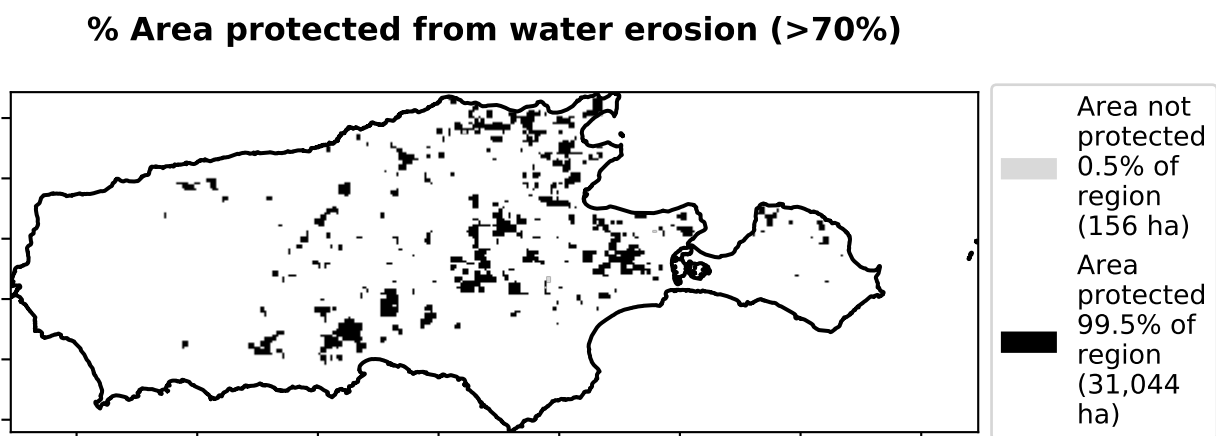 % Area protected from water erosion (>70%)
Area not
protected
0.5% of
region
(156 ha)
Area
protected
99.5% of
region
(31,044
ha)